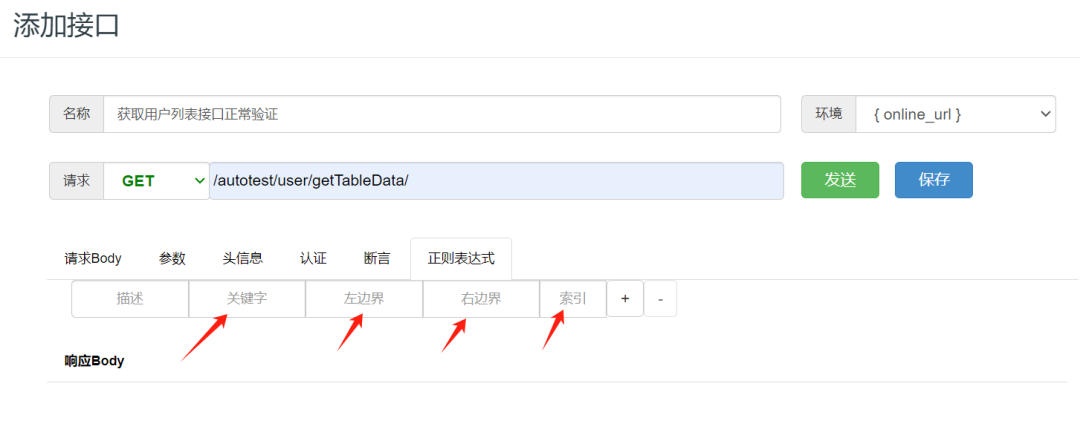 添加接口
名称 获取用户列表接口正常验证 环境 { online_url }
请求 GET /autotest/user/getTableData/ 发送 保存
请求Body 参数 头信息 认证 断言 正则表达式
描述 关键字 左边界 右边界 索引 + -
响应Body